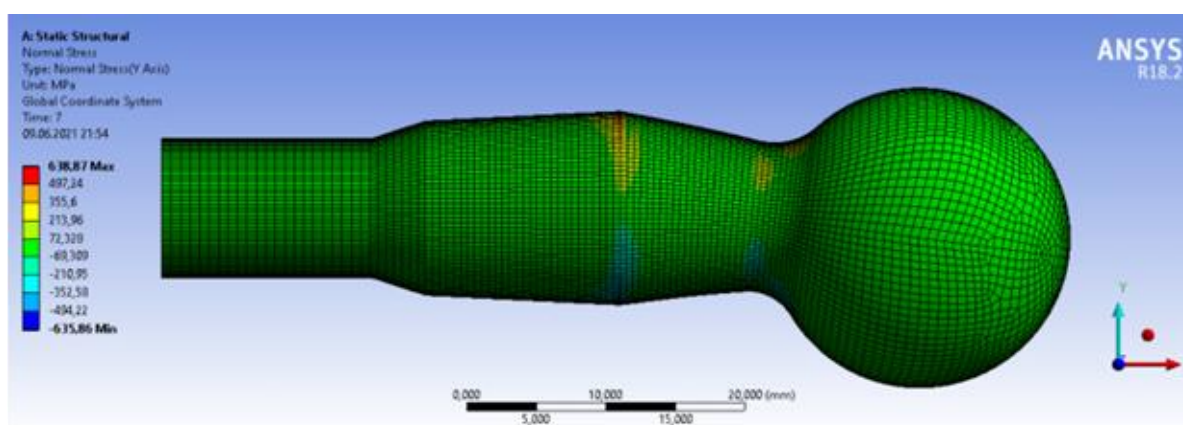 A: Static Structural
Normal Stress
Type: Normal Stress(Y Axis)
Unit: MPa
Global Coordinate System
Time: 7
09.06.2021 21:54
638,87 Max
497,24
355,6
213,96
72,328
-69,309
-210,95
-352,58
-494,22
-635,86 Min
ANSYS
R18.2
0,000
10,000
20,000 (mm)
5,000
15,000
Y